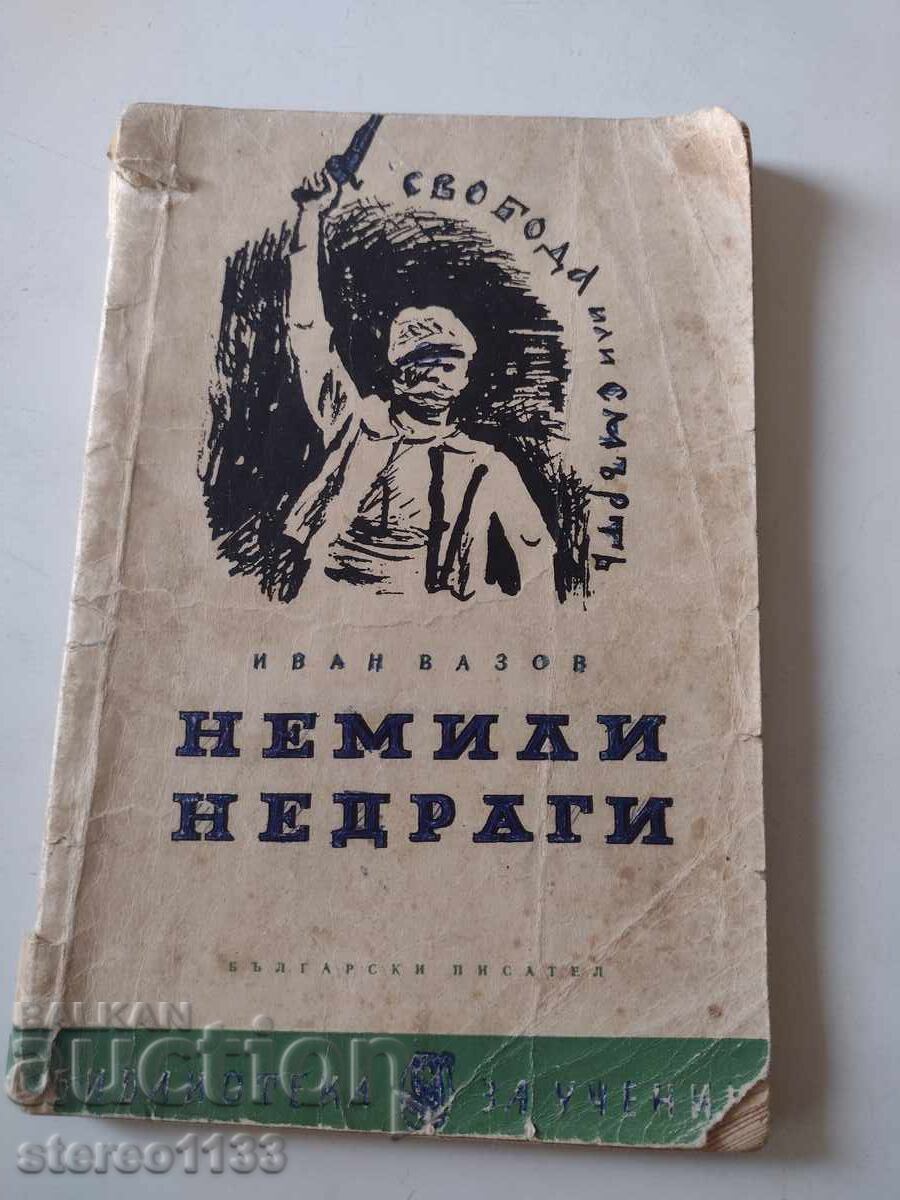 СВОБОДА ИЛИ СМЪРТЬ
ИВАН ВАЗОВ
НЕМИЛИ
НЕДРАГИ
БЪЛГАРСКИ ПИСАТЕЛ
БИБЛИОТЕКА ЗА УЧЕНИ
BALKAN
auction
stereo1133